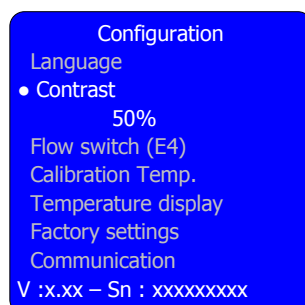 Configuration
Language
● Contrast
50%
Flow switch (E4)
Calibration Temp.
Temperature display
Factory settings
Communication
V :x.xx – Sn : xxxxxxxxx